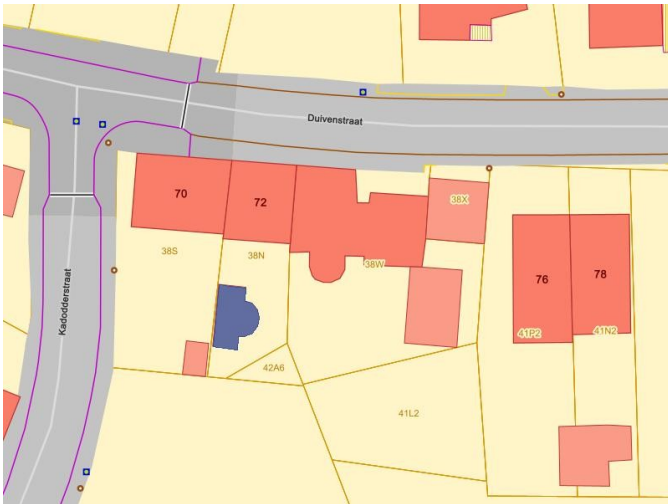 Duivenstraat
70
72
38X
38S
38N
38W
76
78
41P2
41N2
Kadodderstraat
42A6
41L2